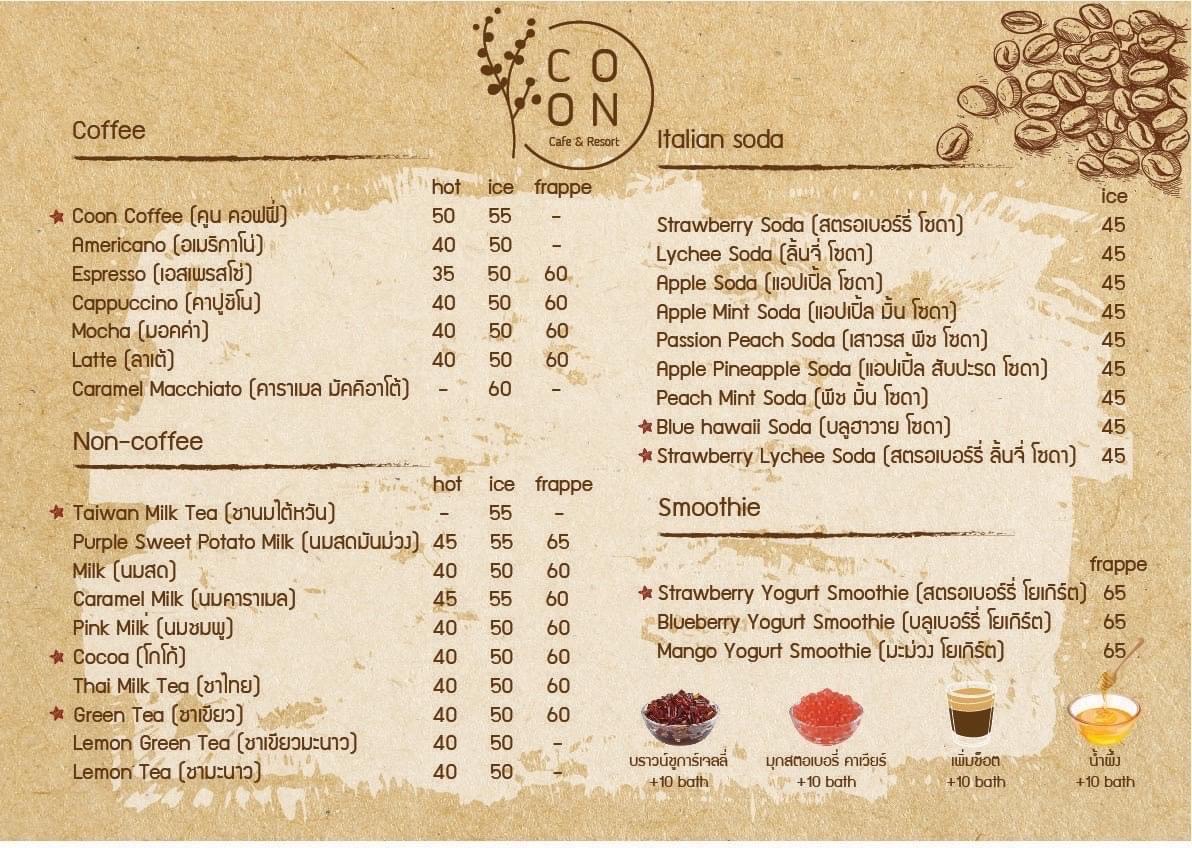 CO
ON
Cafe & Resort
Coffee
hot ice frappe
Coon Coffee (คูน คอฟฟี่) 50 55 -
Americano (อเมริกาโน่) 40 50 -
Espresso (เอสเพรสโซ่) 35 50 60
Cappuccino (คาปูชิโน) 40 50 60
Mocha (มอคค่า) 40 50 60
Latte (ลาเต้) 40 50 60
Caramel Macchiato (คาราเมล มัคคิอาโต้) - 60 -
Non-coffee
hot ice frappe
Taiwan Milk Tea (ชานมไต้หวัน) - 55 -
Purple Sweet Potato Milk (นมสดมันม่วง) 45 55 65
Milk (นมสด) 40 50 60
Caramel Milk (นมคาราเมล) 45 55 60
Pink Milk (นมชมพู) 40 50 60
Cocoa (โกโก้) 40 50 60
Thai Milk Tea (ชาไทย) 40 50 60
Green Tea (ชาเขียว) 40 50 60
Lemon Green Tea (ชาเขียวมะนาว) 40 50 -
Lemon Tea (ชามะนาว) 40 50 -
Italian soda
ice
Strawberry Soda (สตรอเบอร์รี่ โซดา) 45
Lychee Soda (ลิ้นจี่ โซดา) 45
Apple Soda (แอปเปิ้ล โซดา) 45
Apple Mint Soda (แอปเปิ้ล มิ้น โซดา) 45
Passion Peach Soda (เสาวรส พีช โซดา) 45
Apple Pineapple Soda (แอปเปิ้ล สับปะรด โซดา) 45
Peach Mint Soda (พีช มิ้น โซดา) 45
Blue hawaii Soda (บลูฮาวาย โซดา) 45
Strawberry Lychee Soda (สตรอเบอร์รี่ ลิ้นจี่ โซดา) 45
Smoothie
frappe
Strawberry Yogurt Smoothie (สตรอเบอร์รี่ โยเกิร์ต) 65
Blueberry Yogurt Smoothie (บลูเบอร์รี่ โยเกิร์ต) 65
Mango Yogurt Smoothie (มะม่วง โยเกิร์ต) 65
บราวน์ชูการ์เจลลี่ มุกสตอเบอรี่ คาเวียร์ เพิ่มช็อต น้ำผึ้ง
+10 bath +10 bath +10 bath +10 bath